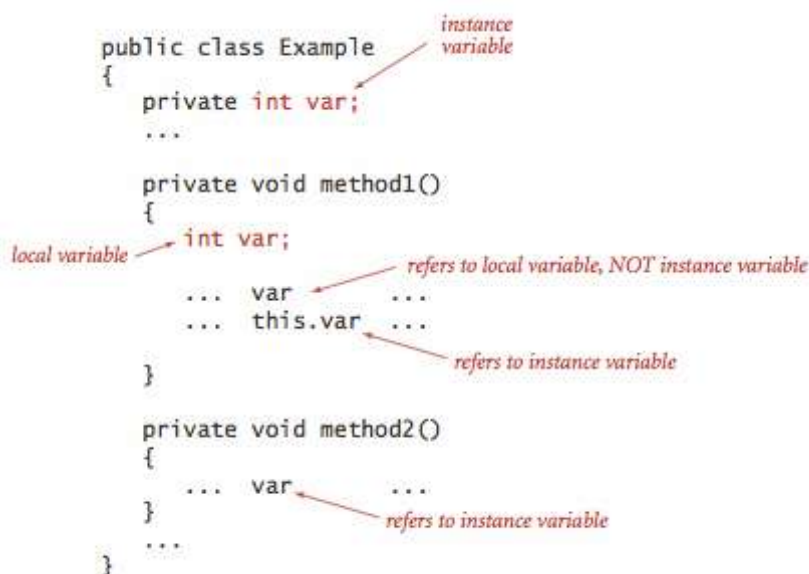 instance
variable
public class Example
{
private int var;
...
private void method1()
{
local variable int var;
refers to local variable, NOT instance variable
... var ...
... this.var ...
refers to instance variable
}
private void method2()
{
... var ...
}
refers to instance variable
...
}